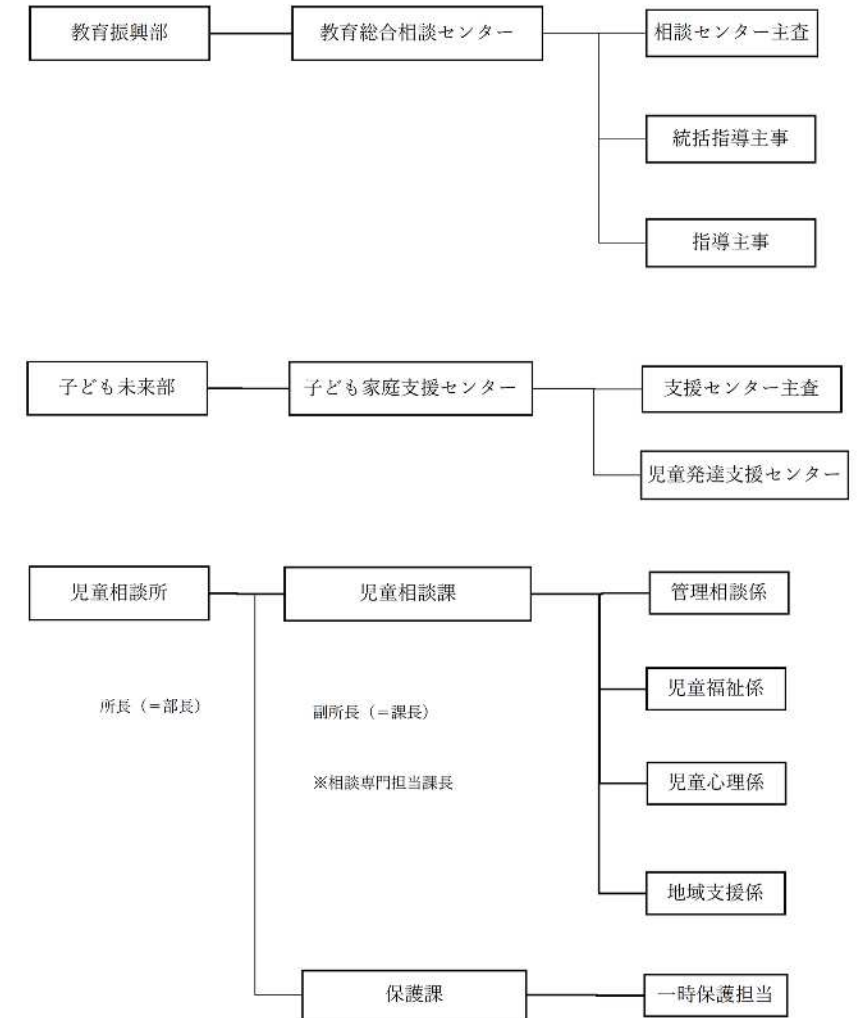 教育振興部
教育総合相談センター
相談センター主査
統括指導主事
指導主事
子ども未来部
子ども家庭支援センター
支援センター主査
児童発達支援センター
児童相談所
児童相談課
管理相談係
児童福祉係
所長（＝部長）
副所長（＝課長）
※相談専門担当課長
児童心理係
地域支援係
保護課
一時保護担当